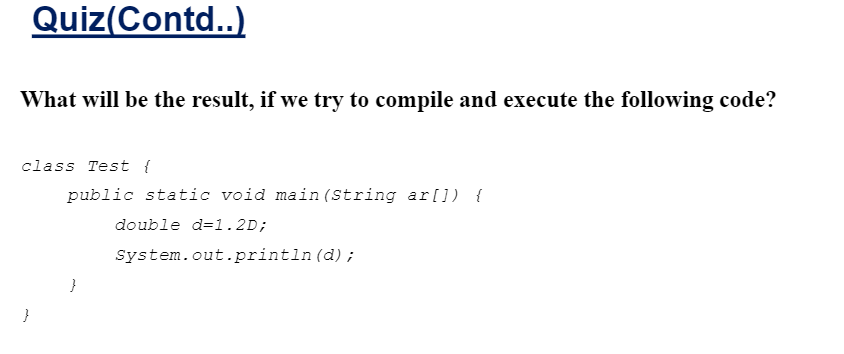 Quiz(Contd..)
What will be the result, if we try to compile and execute the following code?
class Test {
public static void main(String ar[]) {
double d=1.2D;
System.out.println(d);
}
}